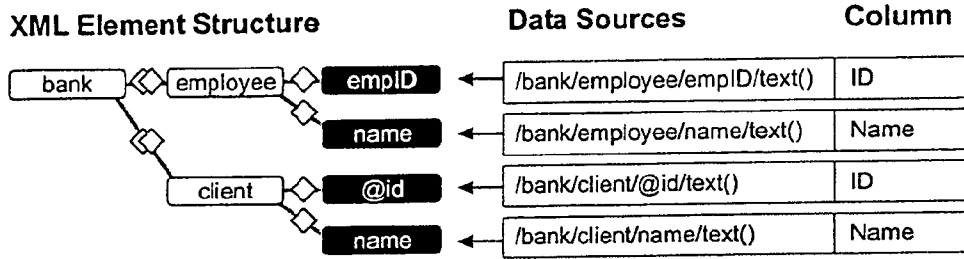 XML Element Structure Data Sources Column
bank employee empID /bank/employee/empID/text() ID
name /bank/employee/name/text() Name
client @id /bank/client/@id/text() ID
name /bank/client/name/text() Name